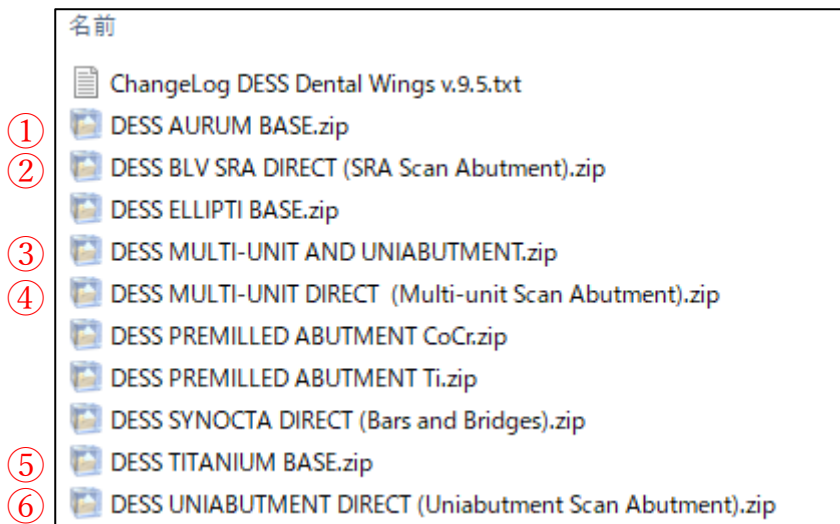 名前
ChangeLog DESS Dental Wings v.9.5.txt
① DESS AURUM BASE.zip
② DESS BLV SRA DIRECT (SRA Scan Abutment).zip
DESS ELLIPTI BASE.zip
③ DESS MULTI-UNIT AND UNIABUTMENT.zip
④ DESS MULTI-UNIT DIRECT  (Multi-unit Scan Abutment).zip
DESS PREMILLED ABUTMENT CoCr.zip
DESS PREMILLED ABUTMENT Ti.zip
DESS SYNOCTA DIRECT (Bars and Bridges).zip
⑤ DESS TITANIUM BASE.zip
⑥ DESS UNIABUTMENT DIRECT (Uniabutment Scan Abutment).zip